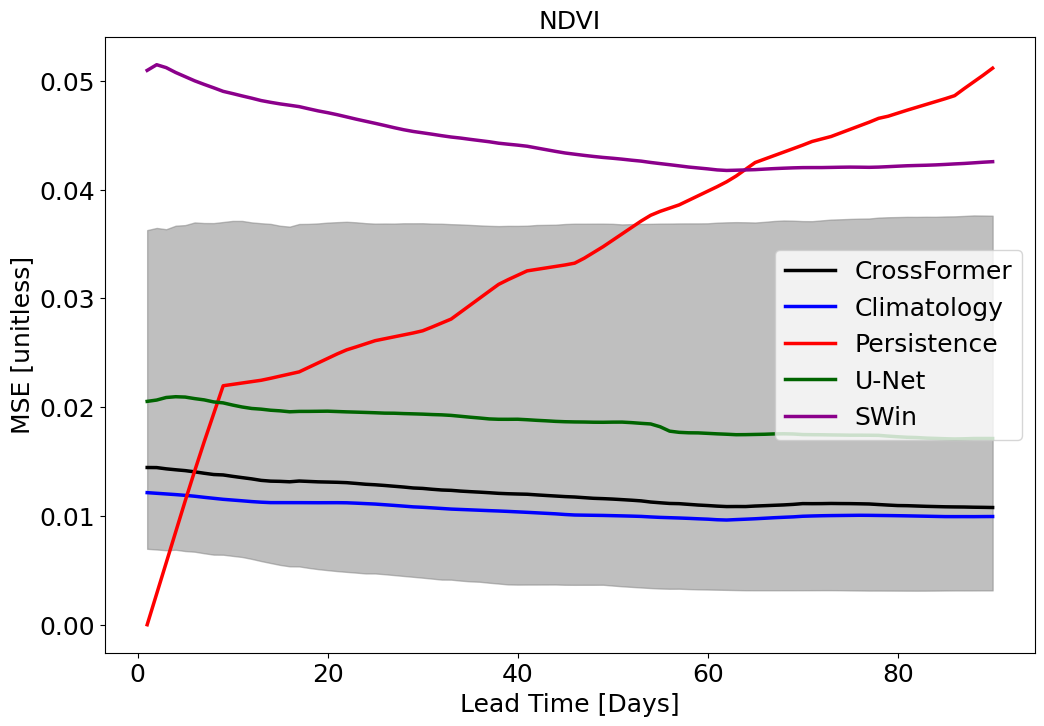 NDVI
MSE [unitless]
0.05
0.04
0.03
0.02
0.01
0.00
CrossFormer
Climatology
Persistence
U-Net
SWin
0 20 40 60 80
Lead Time [Days]